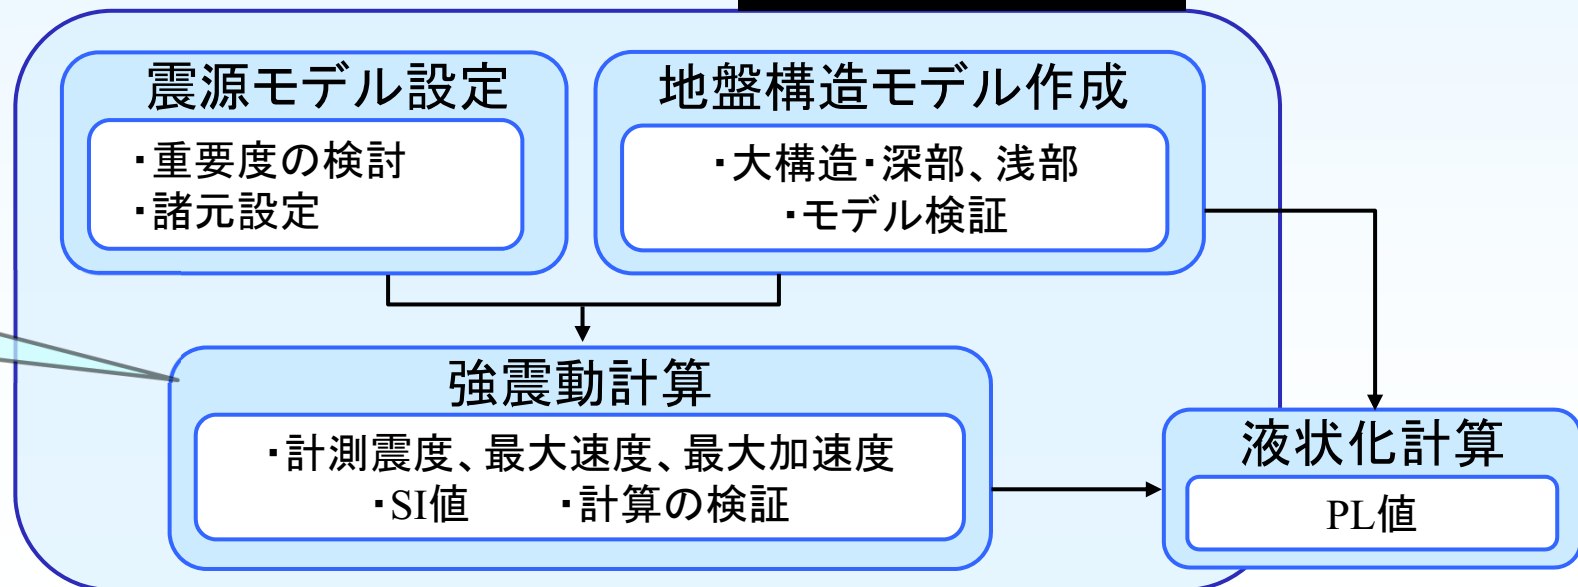 震源モデル設定
・重要度の検討
・諸元設定
地盤構造モデル作成
・大構造・深部、浅部
・モデル検証
強震動計算
・計測震度、最大速度、最大加速度
・SI値　　・計算の検証
液状化計算
PL値